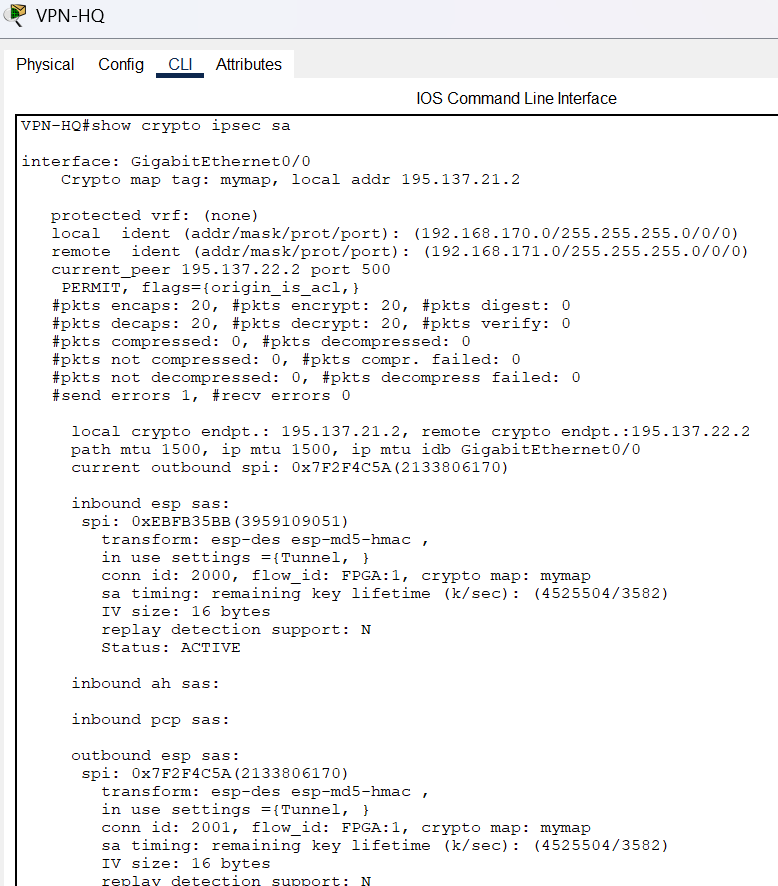 VPN-HQ
Physical Config CLI Attributes
IOS Command Line Interface
VPN-HQ#show crypto ipsec sa
interface: GigabitEthernet0/0
Crypto map tag: mymap, local addr 195.137.21.2
protected vrf: (none)
local ident (addr/mask/prot/port): (192.168.170.0/255.255.255.0/0/0)
remote ident (addr/mask/prot/port): (192.168.171.0/255.255.255.0/0/0)
current_peer 195.137.22.2 port 500
PERMIT, flags={origin_is_acl,}
#pkts encaps: 20, #pkts encrypt: 20, #pkts digest: 0
#pkts decaps: 20, #pkts decrypt: 20, #pkts verify: 0
#pkts compressed: 0, #pkts decompressed: 0
#pkts not compressed: 0, #pkts compr. failed: 0
#pkts not decompressed: 0, #pkts decompress failed: 0
#send errors 1, #recv errors 0
local crypto endpt.: 195.137.21.2, remote crypto endpt.:195.137.22.2
path mtu 1500, ip mtu 1500, ip mtu idb GigabitEthernet0/0
current outbound spi: 0x7F2F4C5A(2133806170)
inbound esp sas:
spi: 0xEBFB35BB(3959109051)
transform: esp-des esp-md5-hmac ,
in use settings ={Tunnel, }
conn id: 2000, flow_id: FPGA:1, crypto map: mymap
sa timing: remaining key lifetime (k/sec): (4525504/3582)
IV size: 16 bytes
replay detection support: N
Status: ACTIVE
inbound ah sas:
inbound pcp sas:
outbound esp sas:
spi: 0x7F2F4C5A(2133806170)
transform: esp-des esp-md5-hmac ,
in use settings ={Tunnel, }
conn id: 2001, flow_id: FPGA:1, crypto map: mymap
sa timing: remaining key lifetime (k/sec): (4525504/3582)
IV size: 16 bytes
replay detection support: N